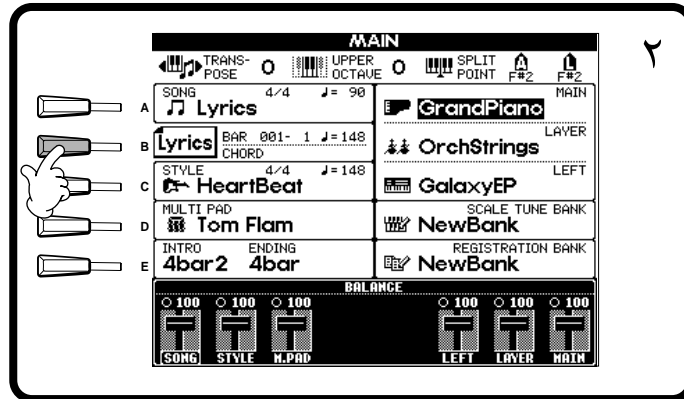 ٢
MAIN
TRANS-POSE 0 UPPER OCTAVE 0 SPLIT POINT A F#2 L F#2
SONG 4/4 ♩= 90
Lyrics
MAIN
GrandPiano
A
Lyrics BAR 001- 1 ♩=148
CHORD
LAYER
OrchStrings
B
STYLE 4/4 ♩=148
HeartBeat
LEFT
GalaxyEP
C
MULTI PAD
Tom Flam
SCALE TUNE BANK
NewBank
D
INTRO ENDING
4bar2 4bar
REGISTRATION BANK
NewBank
E
BALANCE
100 100 100 100 100 100
SONG STYLE M.PAD LEFT LAYER MAIN